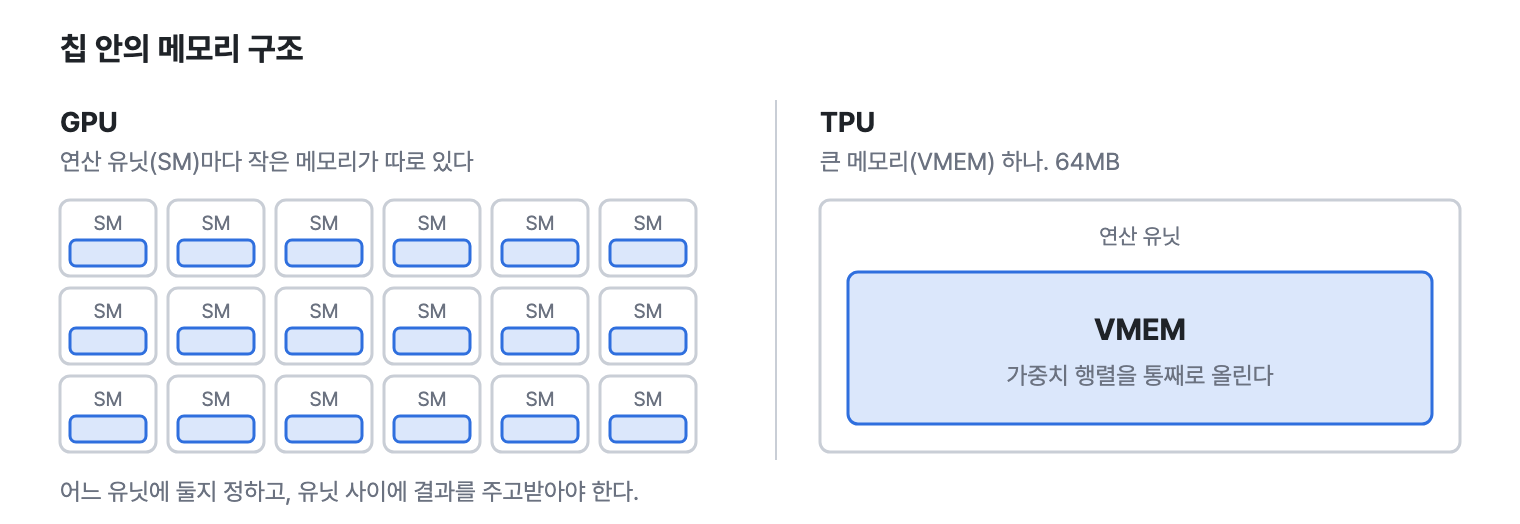 칩 안의 메모리 구조
GPU
연산 유닛(SM)마다 작은 메모리가 따로 있다
SM SM SM SM SM SM
SM SM SM SM SM SM
SM SM SM SM SM SM
어느 유닛에 둘지 정하고, 유닛 사이에 결과를 주고받아야 한다.
TPU
큰 메모리(VMEM) 하나. 64MB
연산 유닛
VMEM
가중치 행렬을 통째로 올린다